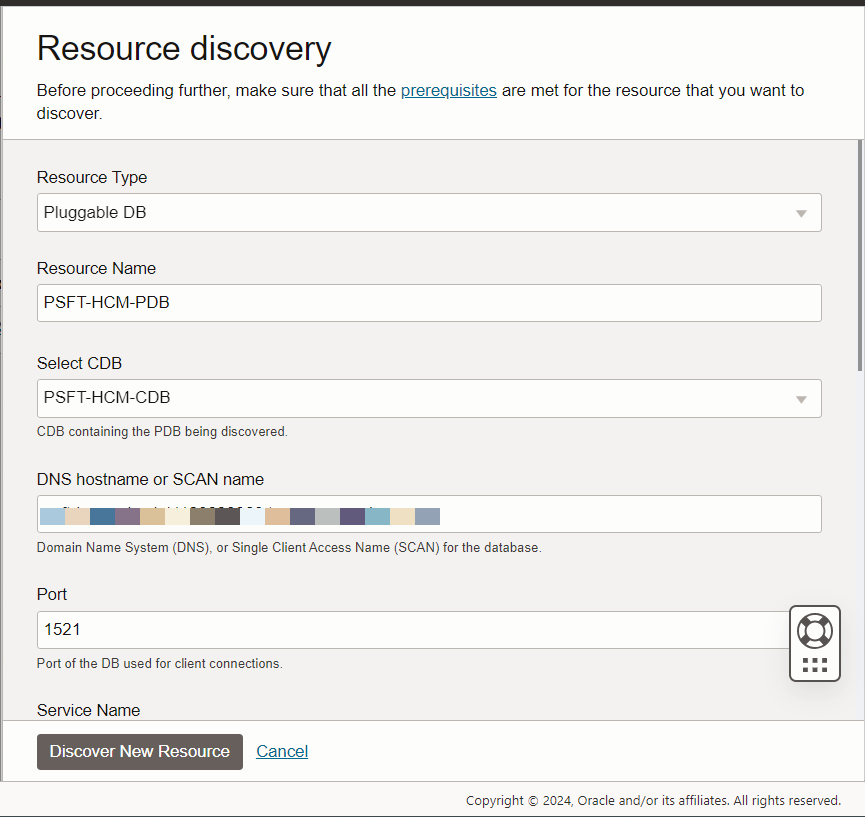 Resource discovery
Before proceeding further, make sure that all the prerequisites are met for the resource that you want to
discover.
Resource Type
Pluggable DB
Resource Name
PSFT-HCM-PDB
Select CDB
PSFT-HCM-CDB
CDB containing the PDB being discovered.
DNS hostname or SCAN name
Domain Name System (DNS), or Single Client Access Name (SCAN) for the database.
Port
1521
Port of the DB used for client connections.
Service Name
Discover New Resource Cancel
Copyright © 2024, Oracle and/or its affiliates. All rights reserved.